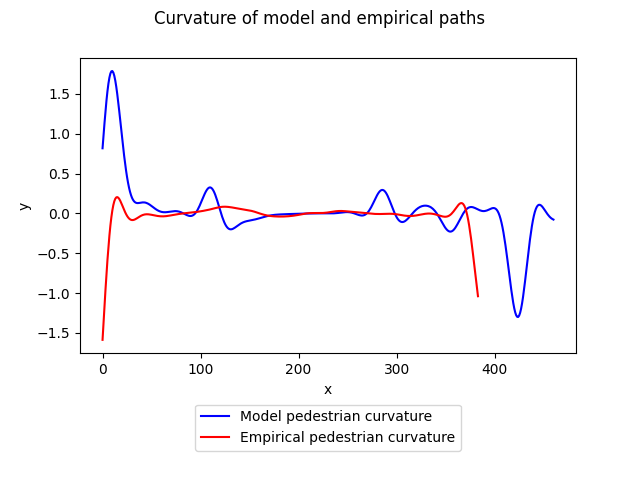 Curvature of model and empirical paths
1.5
1.0
0.5
0.0
−0.5
−1.0
−1.5
y
0 100 200 300 400
x
Model pedestrian curvature
Empirical pedestrian curvature